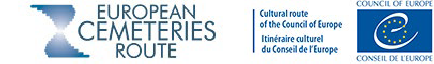 EUROPEAN
CEMETERIES
ROUTE
Cultural route
of the Council of Europe
Itinéraire culturel
du Conseil de l'Europe
COUNCIL OF EUROPE
CONSEIL DE L'EUROPE